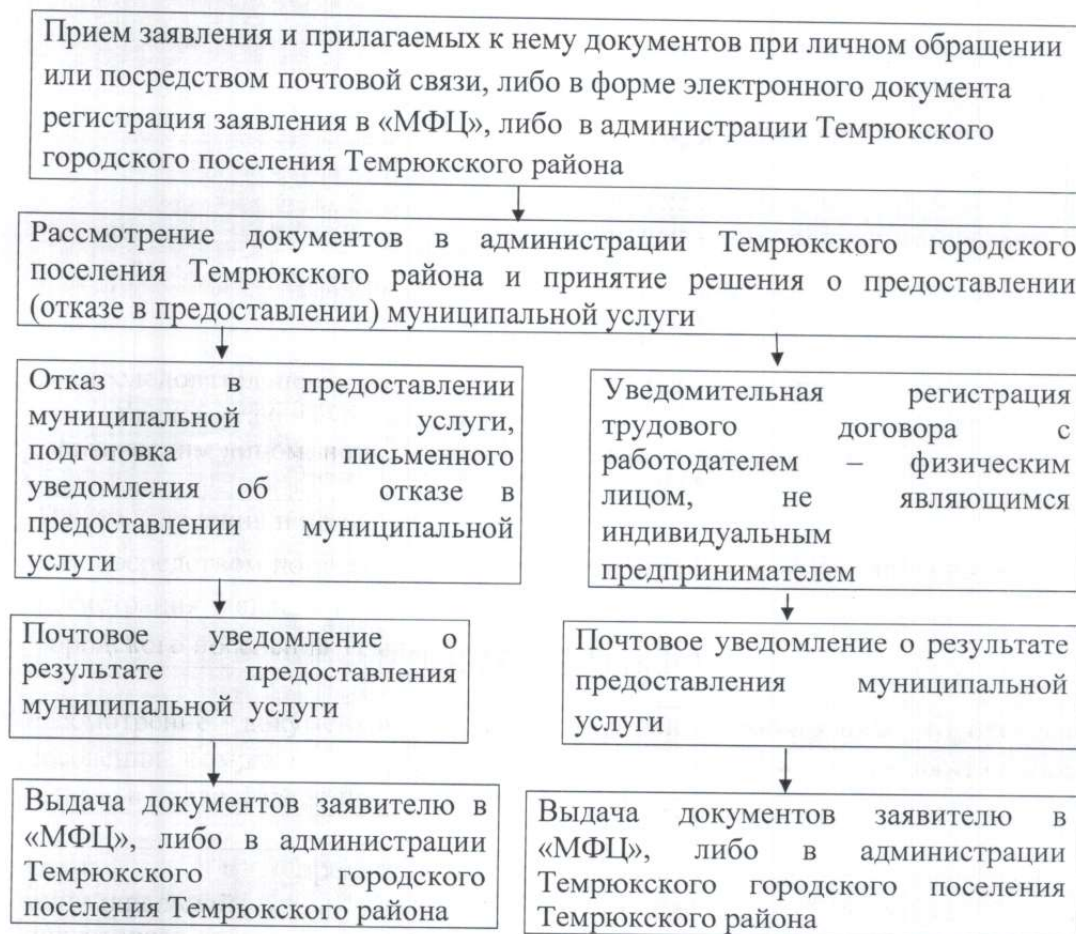 Прием заявления и прилагаемых к нему документов при личном обращении
или посредством почтовой связи, либо в форме электронного документа
регистрация заявления в «МФЦ», либо в администрации Темрюкского
городского поселения Темрюкского района
Рассмотрение документов в администрации Темрюкского городского
поселения Темрюкского района и принятие решения о предоставлении
(отказе в предоставлении) муниципальной услуги
Отказ в предоставлении
муниципальной услуги,
подготовка письменного
уведомления об отказе в
предоставлении муниципальной
услуги
Уведомительная регистрация
трудового договора с
работодателем – физическим
лицом, не являющимся
индивидуальным
предпринимателем
Почтовое уведомление о
результате предоставления
муниципальной услуги
Почтовое уведомление о результате
предоставления муниципальной
услуги
Выдача документов заявителю в
«МФЦ», либо в администрации
Темрюкского городского
поселения Темрюкского района
Выдача документов заявителю в
«МФЦ», либо в администрации
Темрюкского городского поселения
Темрюкского района